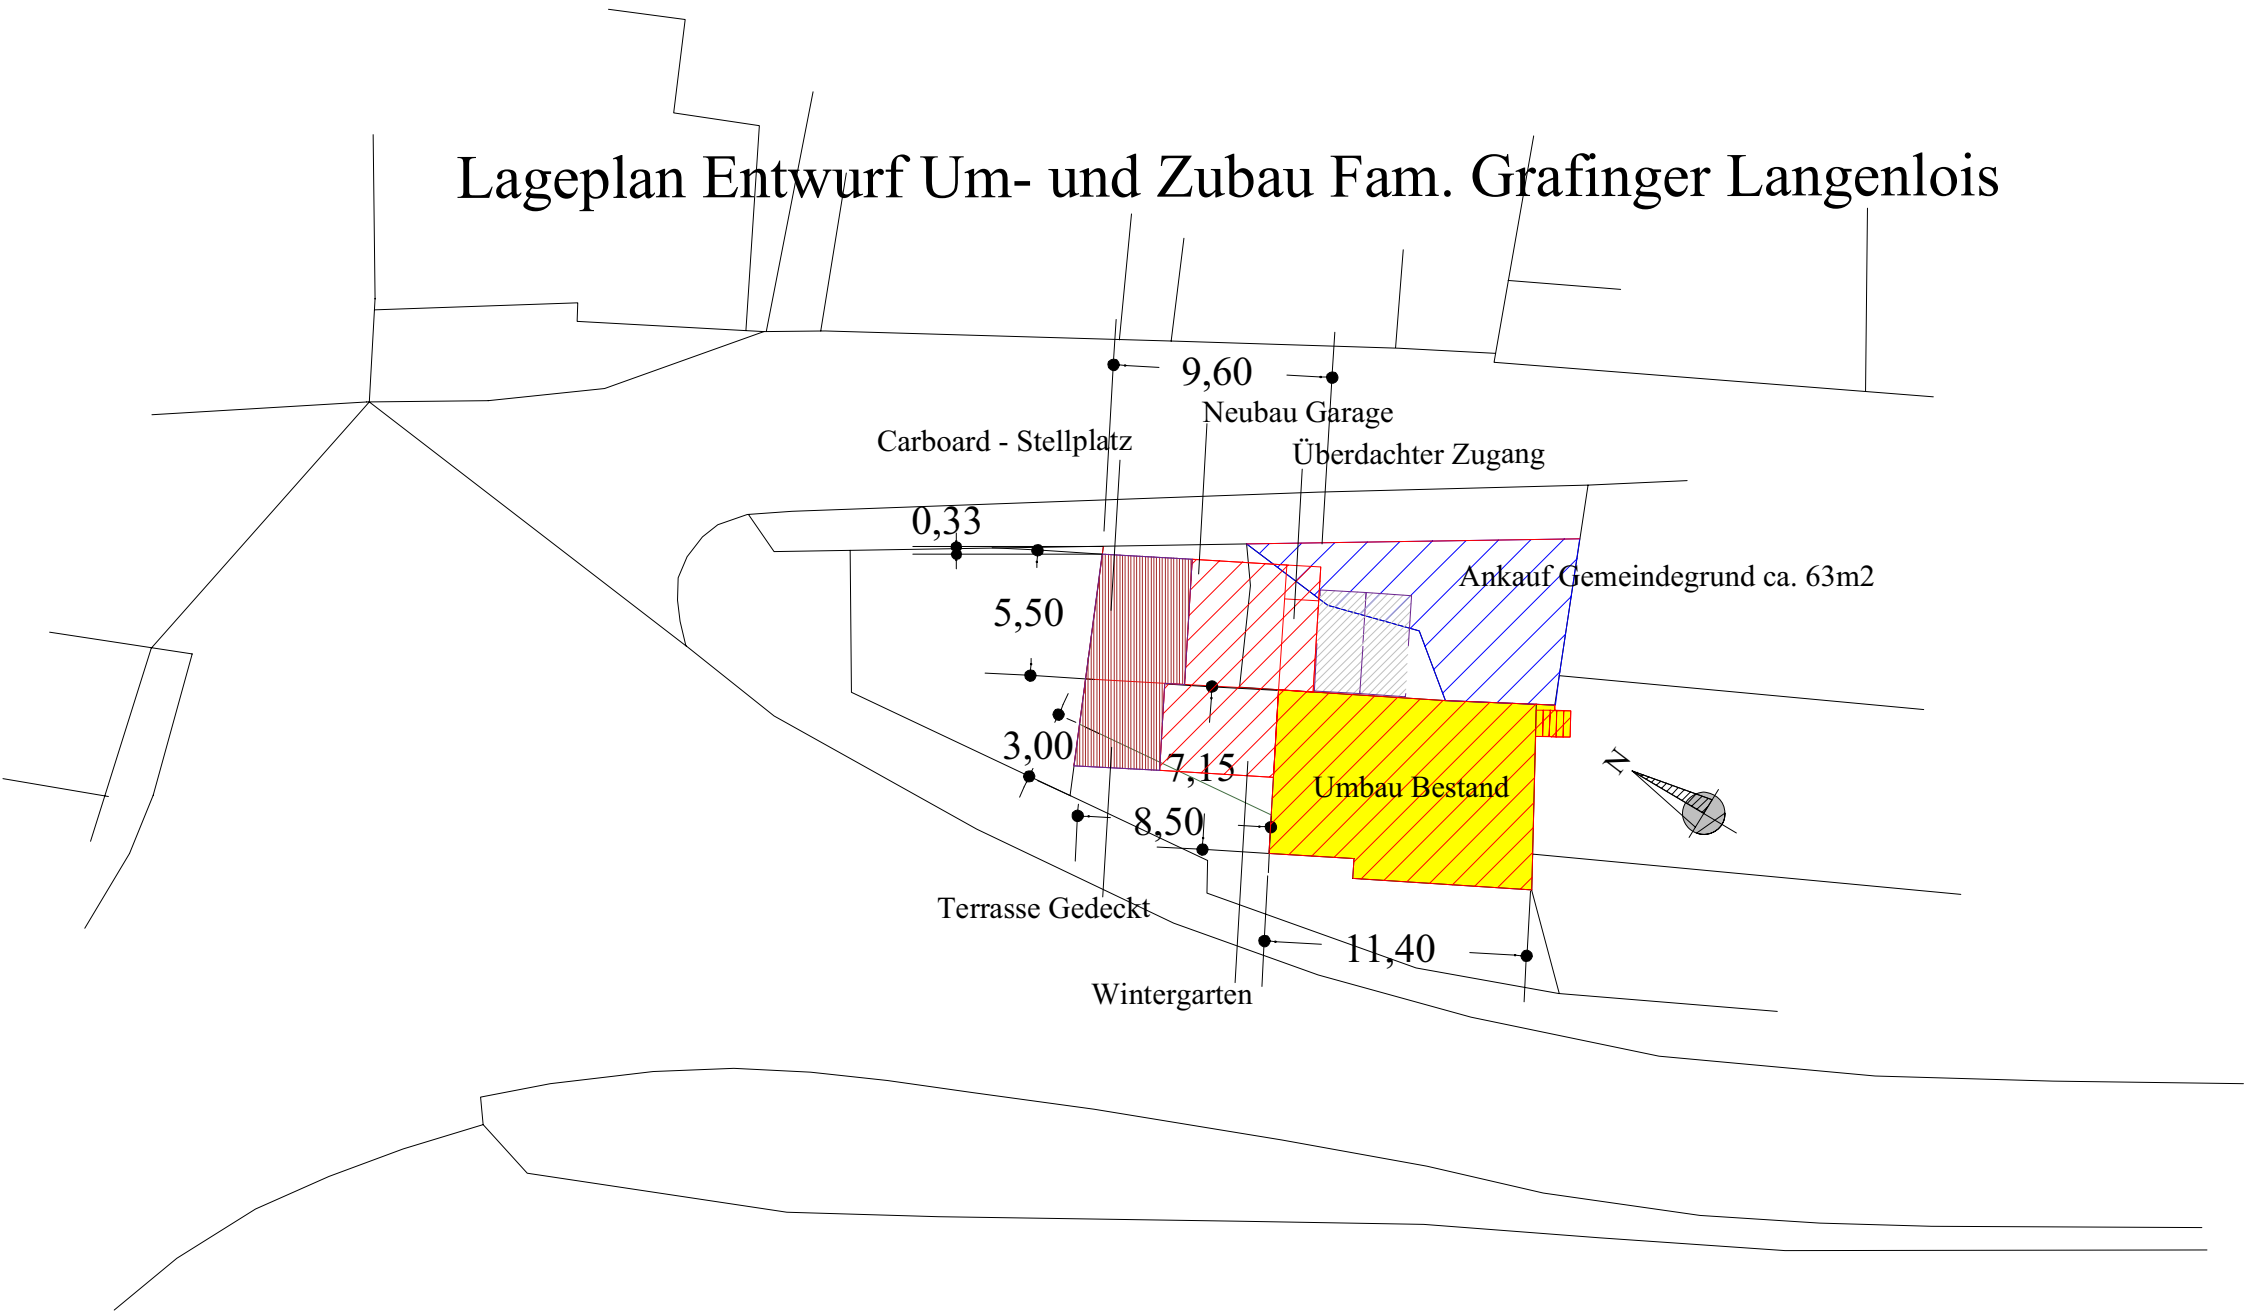 Lageplan Entwurf Um- und Zubau Fam. Grafinger Langenlois
9,60
Neubau Garage
Carboard - Stellplatz
Überdachter Zugang
0,33
Ankauf Gemeindegrund ca. 63m2
5,50
3,00
7,15
N
Umbau Bestand
8,50
Terrasse Gedeckt
11,40
Wintergarten